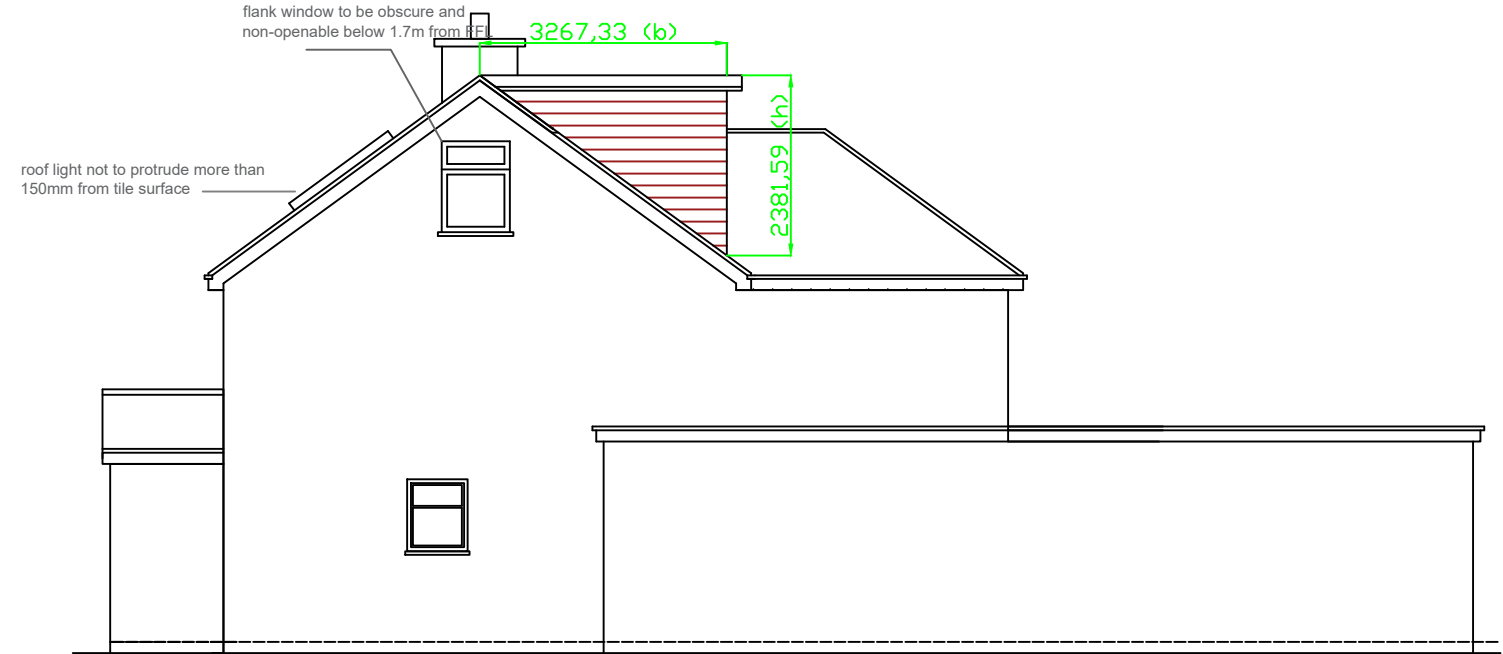 flank window to be obscure and
non-openable below 1.7m from FFL
3267,33 (b)
2381,59 (h)
roof light not to protrude more than
150mm from tile surface